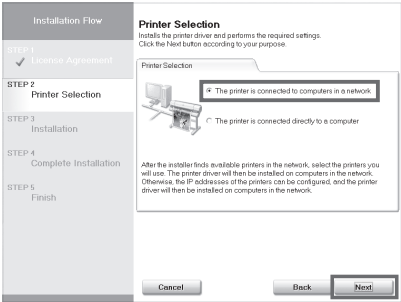 Installation Flow
STEP 1
License Agreement
STEP 2
Printer Selection
STEP 3
Installation
STEP 4
Complete Installation
STEP 5
Finish
Printer Selection
Installs the printer driver and performs the required settings.
Click the Next button according to your purpose.
Printer Selection
The printer is connected to computers in a network
The printer is connected directly to a computer
After the installer finds available printers in the network, select the printers you
will use. The printer driver will then be installed on computers in the network.
Otherwise, the IP addresses of the printers can be configured, and the printer
driver will then be installed on computers in the network.
Cancel
Back
Next